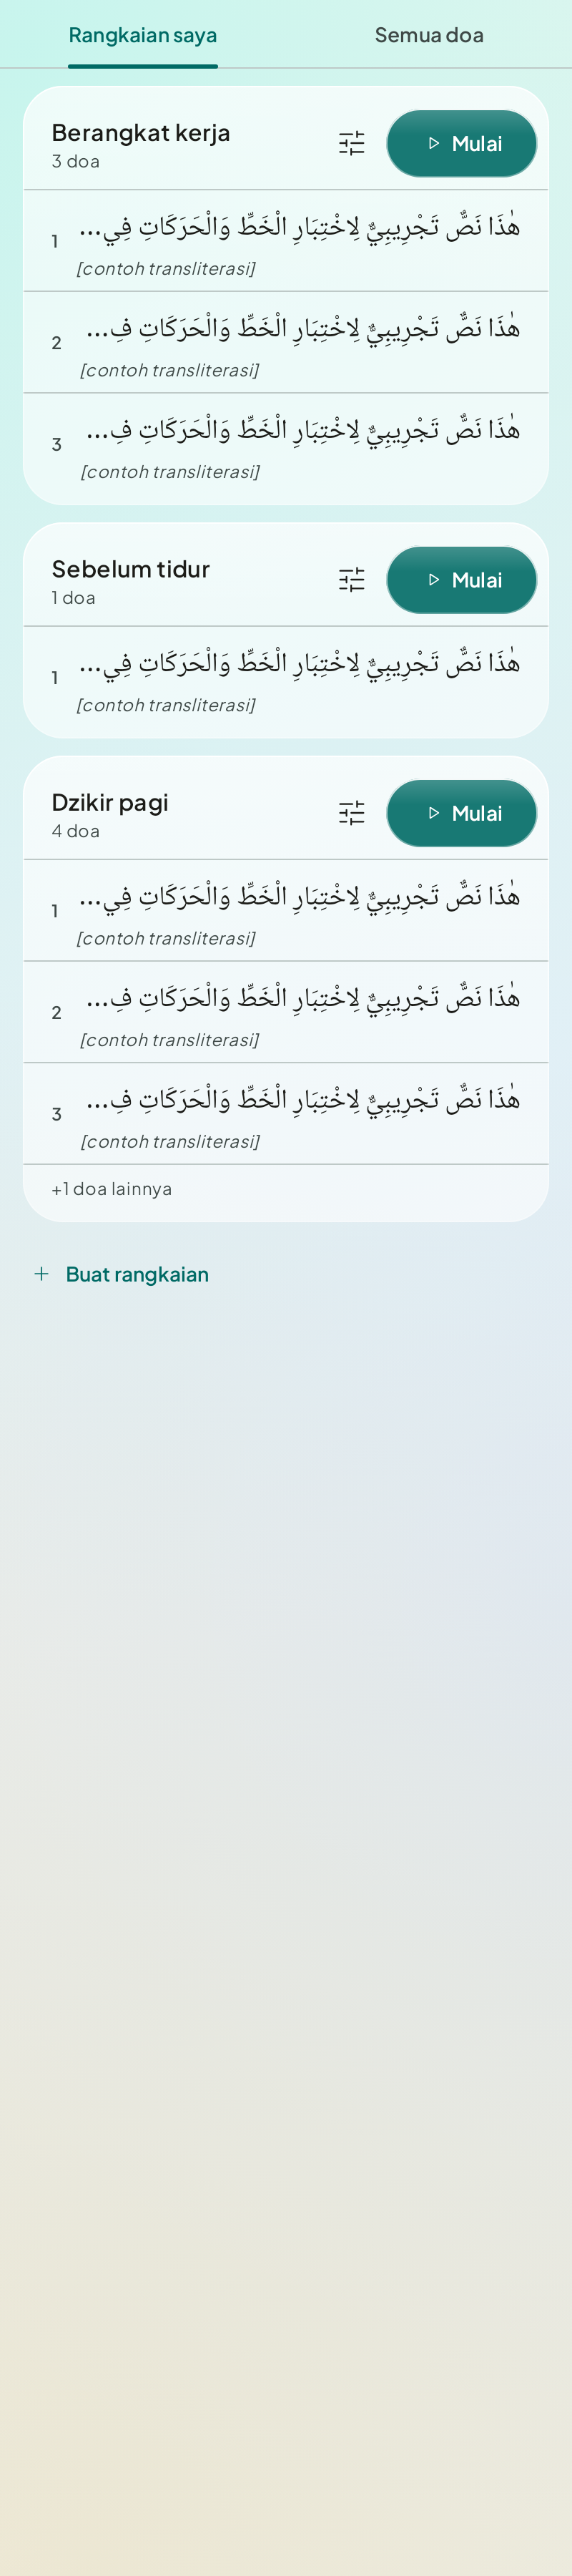 Rangkaian saya
Semua doa
Berangkat kerja
3 doa
Mulai
1
هٰذَا نَصٌّ تَجْرِيبِيٌّ لِاخْتِبَارِ الْخَطِّ وَالْحَرَكَاتِ فِي...
[contoh transliterasi]
2
هٰذَا نَصٌّ تَجْرِيبِيٌّ لِاخْتِبَارِ الْخَطِّ وَالْحَرَكَاتِ فِ...
[contoh transliterasi]
3
هٰذَا نَصٌّ تَجْرِيبِيٌّ لِاخْتِبَارِ الْخَطِّ وَالْحَرَكَاتِ فِ...
[contoh transliterasi]
Sebelum tidur
1 doa
Mulai
1
هٰذَا نَصٌّ تَجْرِيبِيٌّ لِاخْتِبَارِ الْخَطِّ وَالْحَرَكَاتِ فِي...
[contoh transliterasi]
Dzikir pagi
4 doa
Mulai
1
هٰذَا نَصٌّ تَجْرِيبِيٌّ لِاخْتِبَارِ الْخَطِّ وَالْحَرَكَاتِ فِي...
[contoh transliterasi]
2
هٰذَا نَصٌّ تَجْرِيبِيٌّ لِاخْتِبَارِ الْخَطِّ وَالْحَرَكَاتِ فِ...
[contoh transliterasi]
3
هٰذَا نَصٌّ تَجْرِيبِيٌّ لِاخْتِبَارِ الْخَطِّ وَالْحَرَكَاتِ فِ...
[contoh transliterasi]
+1 doa lainnya
Buat rangkaian